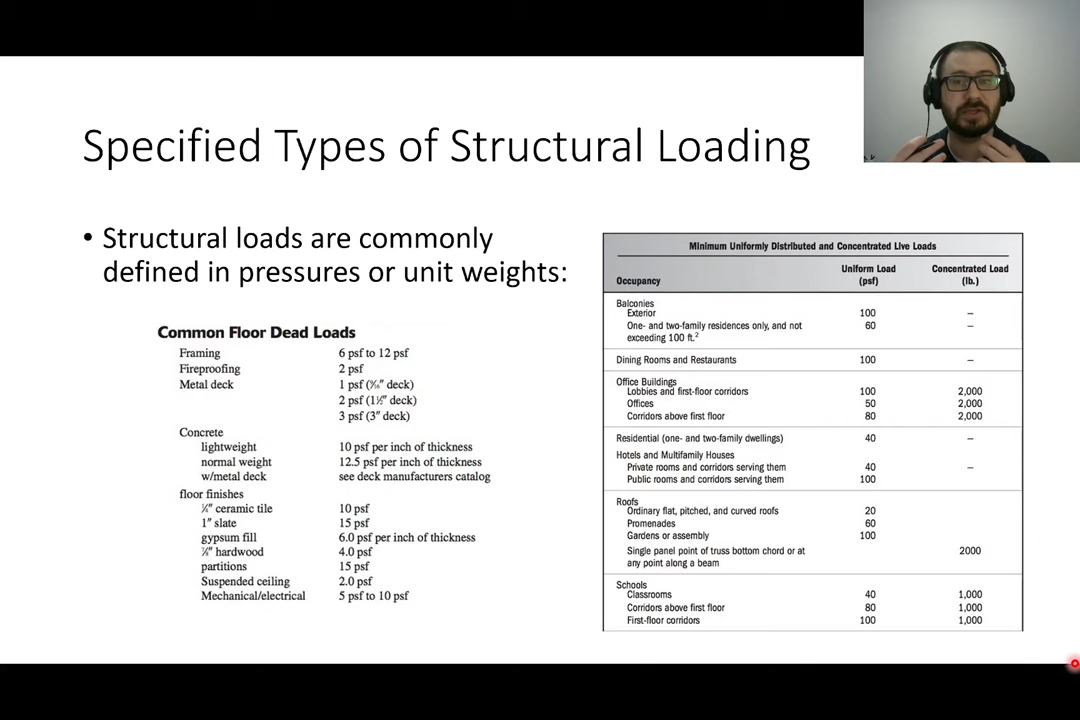 Specified Types of Structural Loading
• Structural loads are commonly
defined in pressures or unit weights:
Common Floor Dead Loads
Framing 6 psf to 12 psf
Fireproofing 2 psf
Metal deck 1 psf (9⁄16″ deck)
2 psf (1½″ deck)
3 psf (3″ deck)
Concrete
lightweight 10 psf per inch of thickness
normal weight 12.5 psf per inch of thickness
w/metal deck see deck manufacturers catalog
floor finishes
ceramic tile 10 psf
1″ slate 15 psf
gypsum fill 6.0 psf per inch of thickness
hardwood 4.0 psf
partitions 15 psf
Suspended ceiling 2.0 psf
Mechanical/electrical 5 psf to 10 psf
Minimum Uniformly Distributed and Concentrated Live Loads
Uniform Load Concentrated Load
Occupancy (psf) (lb.)
Balconies
Exterior 100 –
One- and two-family residences only, and not 60 –
exceeding 100 ft.²
Dining Rooms and Restaurants 100 –
Office Buildings
Lobbies and first-floor corridors 100 2,000
Offices 50 2,000
Corridors above first floor 80 2,000
Residential (one- and two-family dwellings) 40 –
Hotels and Multifamily Houses
Private rooms and corridors serving them 40 –
Public rooms and corridors serving them 100
Roofs
Ordinary flat, pitched, and curved roofs 20
Promenades 60
Gardens or assembly 100
Single panel point of truss bottom chord or at 2000
any point along a beam
Schools
Classrooms 40 1,000
Corridors above first floor 80 1,000
First-floor corridors 100 1,000